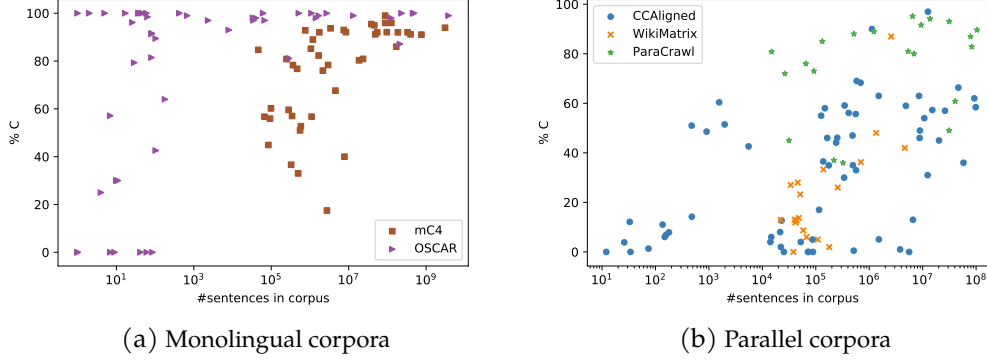 100
80
60
40
20
0
% C
10¹
10³
10⁵
10⁷
10⁹
#sentences in corpus
mC4
OSCAR
(a) Monolingual corpora
100
80
60
40
20
0
% C
10¹
10²
10³
10⁴
10⁵
10⁶
10⁷
10⁸
#sentences in corpus
CCAligned
WikiMatrix
ParaCrawl
(b) Parallel corpora